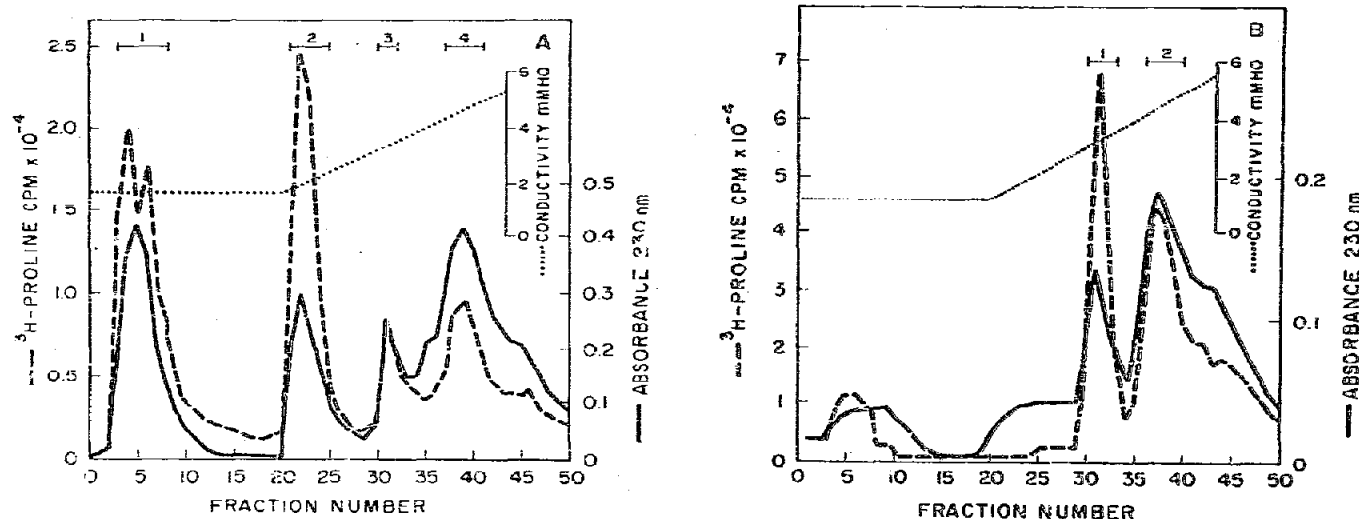 1 2 3 4 A
2.5
2.0
1.5
1.0
0.5
0
---- ³H-PROLINE CPM x 10⁻⁴
6
4
2
0
......CONDUCTIVITY mMHO
0.5
0.4
0.3
0.2
0.1
0
— ABSORBANCE 230 nm
0 5 10 15 20 25 30 35 40 45 50
FRACTION NUMBER
1 2 B
7
6
5
4
3
2
1
0
---- ³H-PROLINE CPM x 10⁻⁴
6
4
2
0
......CONDUCTIVITY mMHO
0.2
0.1
0
— ABSORBANCE 230 nm
0 5 10 15 20 25 30 35 40 45 50
FRACTION NUMBER